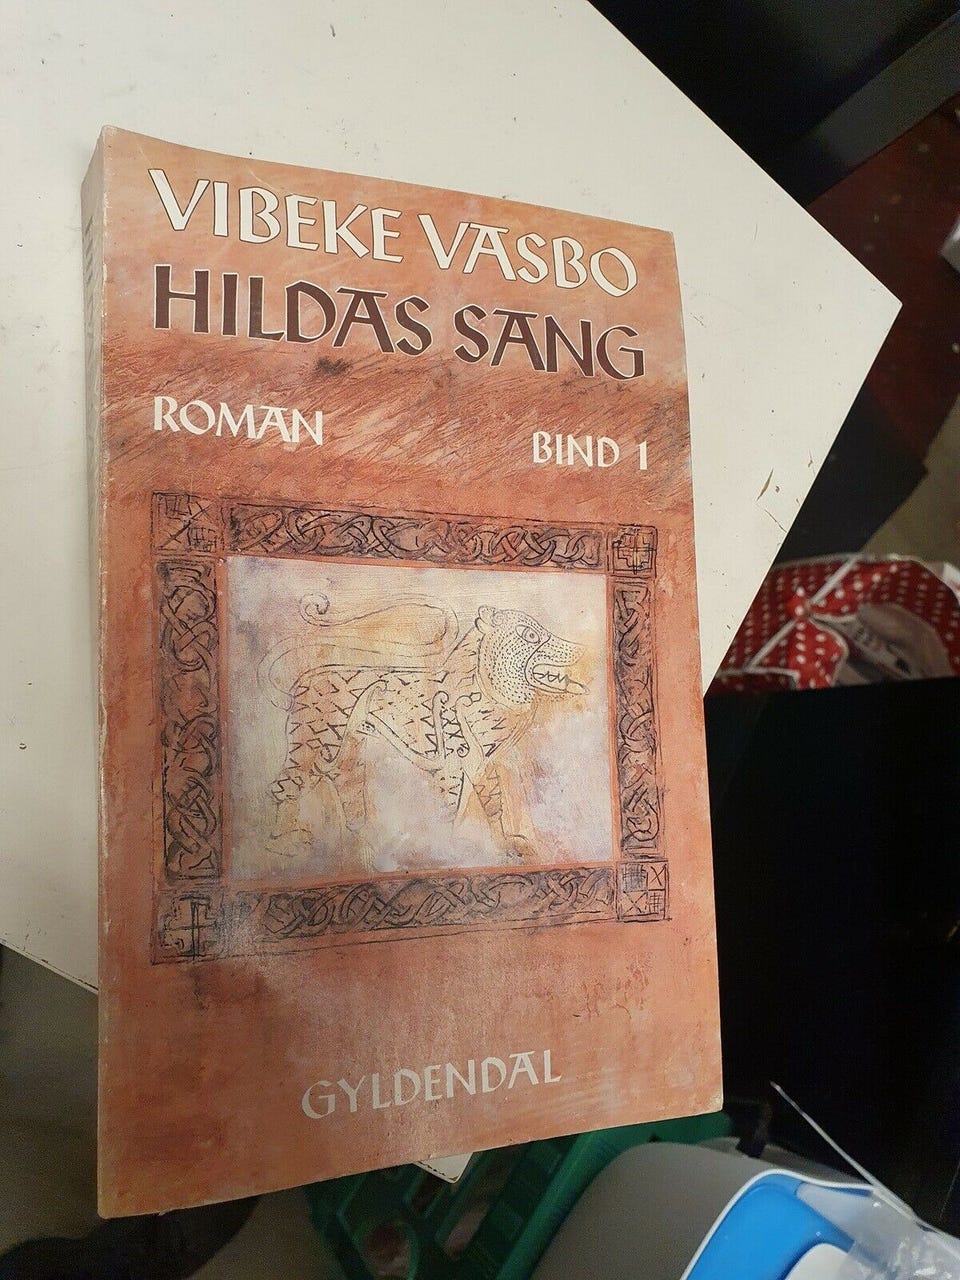 VIBEKE VASBO
HILDAS SANG
ROMAN
BIND 1
GYLDENDAL